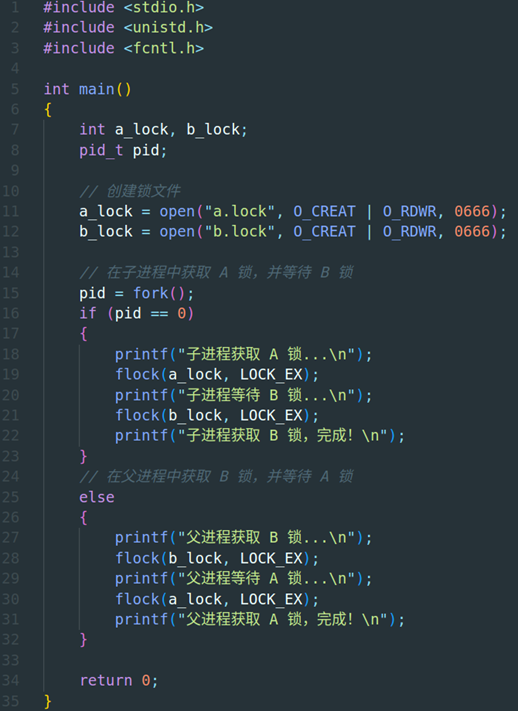 1 #include <stdio.h>
2 #include <unistd.h>
3 #include <fcntl.h>
4
5 int main()
6 {
7 int a_lock, b_lock;
8 pid_t pid;
9
10 // 创建锁文件
11 a_lock = open("a.lock", O_CREAT | O_RDWR, 0666);
12 b_lock = open("b.lock", O_CREAT | O_RDWR, 0666);
13
14 // 在子进程中获取 A 锁，并等待 B 锁
15 pid = fork();
16 if (pid == 0)
17 {
18 printf("子进程获取 A 锁...\n");
19 flock(a_lock, LOCK_EX);
20 printf("子进程等待 B 锁...\n");
21 flock(b_lock, LOCK_EX);
22 printf("子进程获取 B 锁，完成！\n");
23 }
24 // 在父进程中获取 B 锁，并等待 A 锁
25 else
26 {
27 printf("父进程获取 B 锁...\n");
28 flock(b_lock, LOCK_EX);
29 printf("父进程等待 A 锁...\n");
30 flock(a_lock, LOCK_EX);
31 printf("父进程获取 A 锁，完成！\n");
32 }
33
34 return 0;
35 }